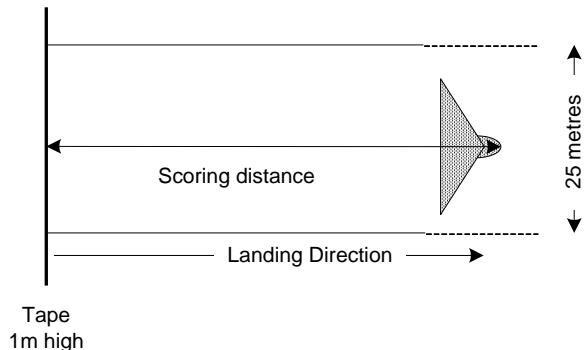 Scoring distance
25 metres
Landing Direction
Tape
1m high